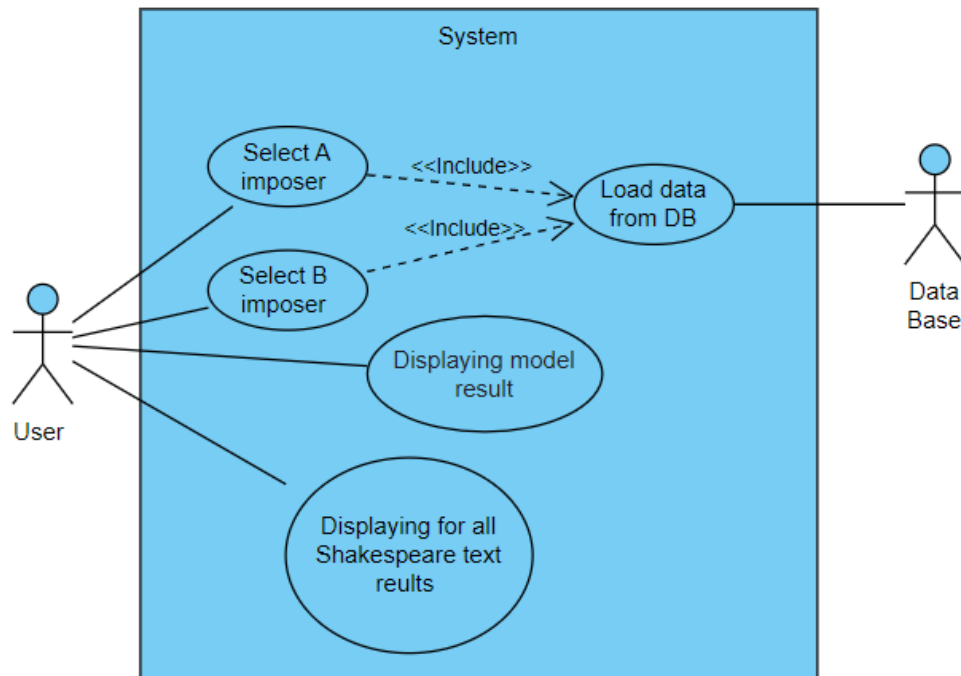 System
Select A
imposer
<<Include>>
Load data
from DB
<<Include>>
Select B
imposer
Data
Base
Displaying model
result
User
Displaying for all
Shakespeare text
reults